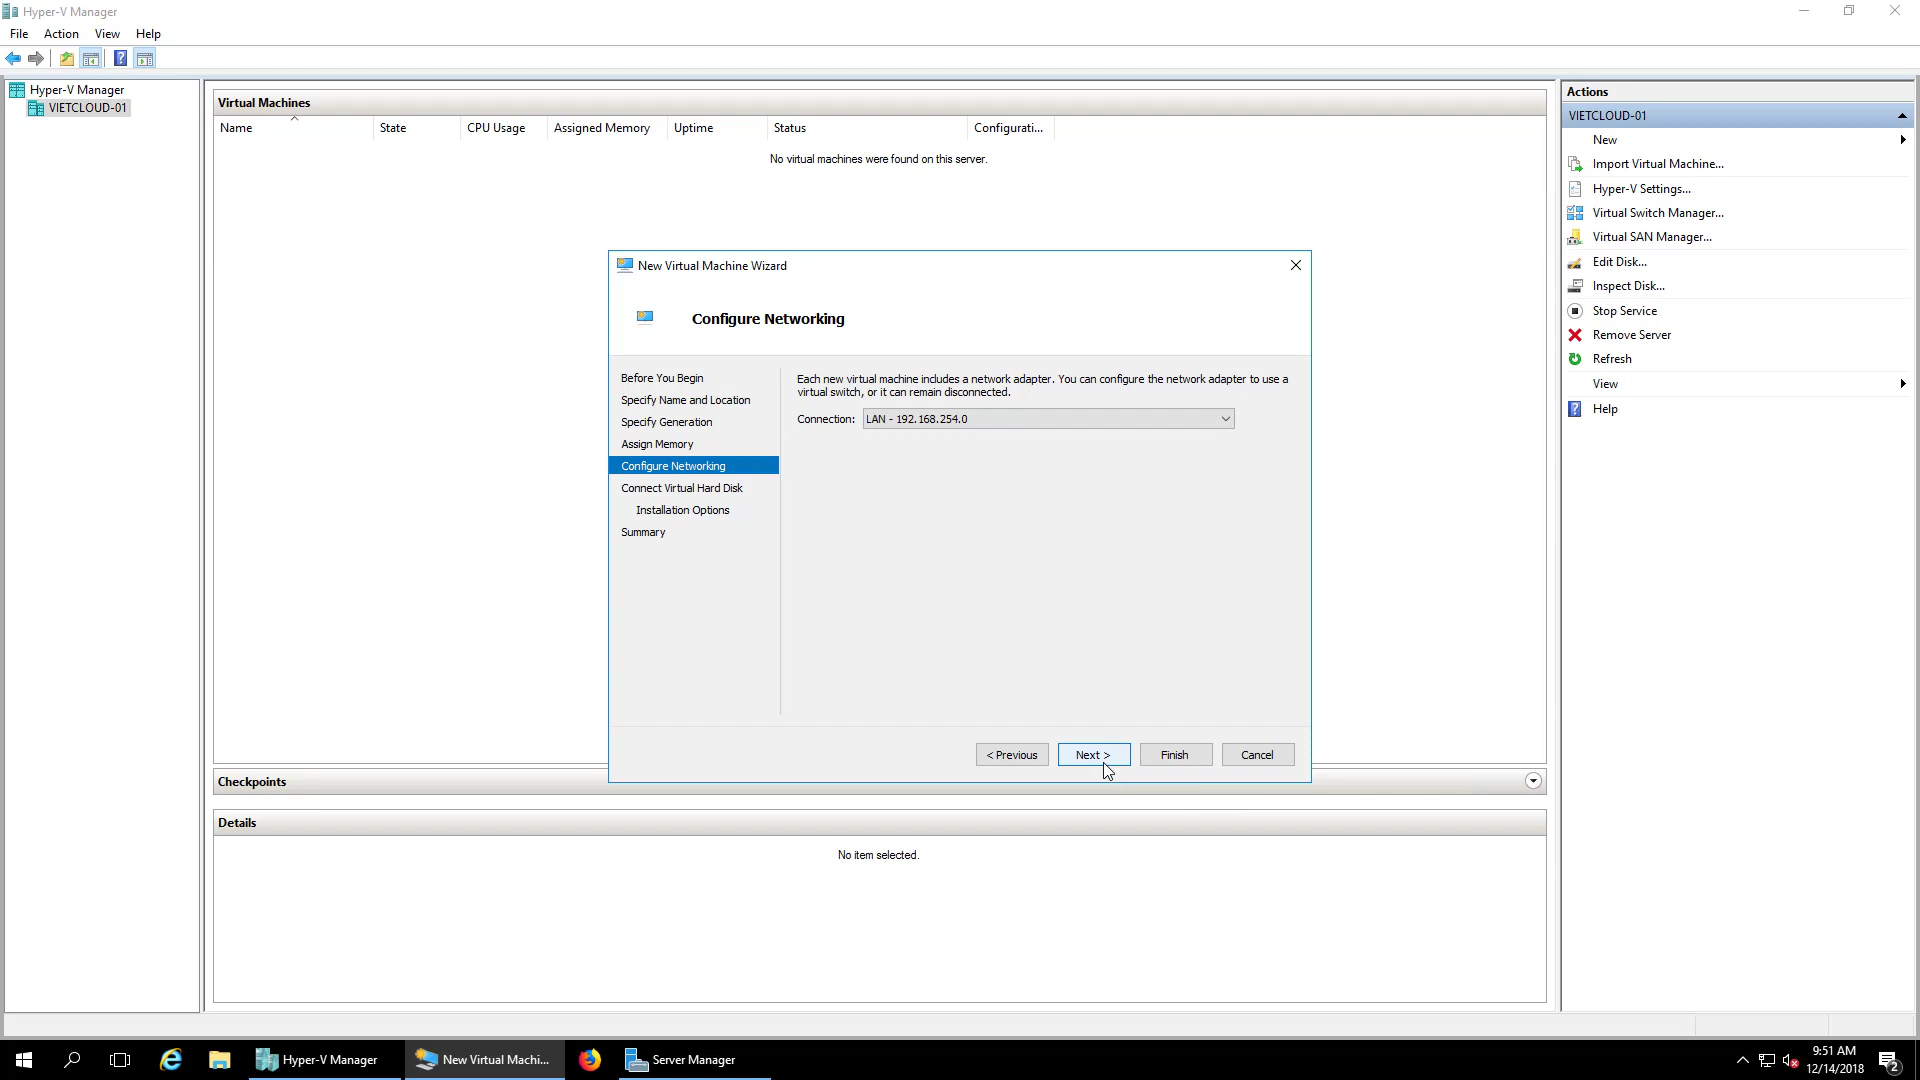 Hyper-V Manager
File Action View Help
Hyper-V Manager
VIETCLOUD-01
Virtual Machines
Name State CPU Usage Assigned Memory Uptime Status Configurati...
No virtual machines were found on this server.
New Virtual Machine Wizard
Configure Networking
Before You Begin
Specify Name and Location
Specify Generation
Assign Memory
Configure Networking
Connect Virtual Hard Disk
Installation Options
Summary
Each new virtual machine includes a network adapter. You can configure the network adapter to use a
virtual switch, or it can remain disconnected.
Connection: LAN - 192.168.254.0
< Previous Next > Finish Cancel
Checkpoints
Details
No item selected.
Actions
VIETCLOUD-01
New
Import Virtual Machine...
Hyper-V Settings...
Virtual Switch Manager...
Virtual SAN Manager...
Edit Disk...
Inspect Disk...
Stop Service
Remove Server
Refresh
View
Help
Hyper-V Manager New Virtual Machi... Server Manager
9:51 AM
12/14/2018
2